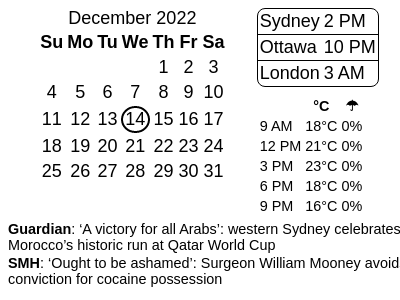 December 2022
Su Mo Tu We Th Fr Sa
1 2 3
4 5 6 7 8 9 10
11 12 13 14 15 16 17
18 19 20 21 22 23 24
25 26 27 28 29 30 31
Sydney 2 PM
Ottawa 10 PM
London 3 AM
°C ☂
9 AM 18°C 0%
12 PM 21°C 0%
3 PM 23°C 0%
6 PM 18°C 0%
9 PM 16°C 0%
Guardian: ‘A victory for all Arabs’: western Sydney celebrates
Morocco’s historic run at Qatar World Cup
SMH: ‘Ought to be ashamed’: Surgeon William Mooney avoid
conviction for cocaine possession